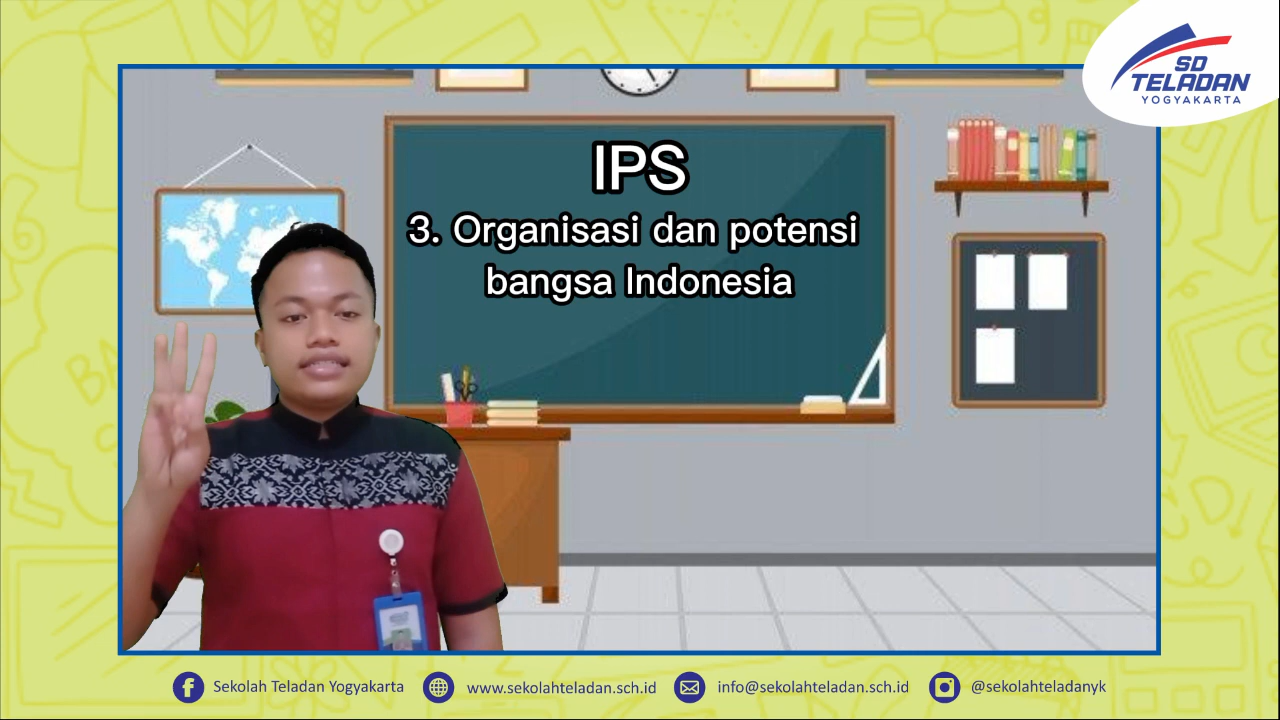 SD
TELADAN
YOGYAKARTA
IPS
3. Organisasi dan potensi
bangsa Indonesia
Sekolah Teladan Yogyakarta
www.sekolahteladan.sch.id
info@sekolahteladan.sch.id
@sekolahteladanyk